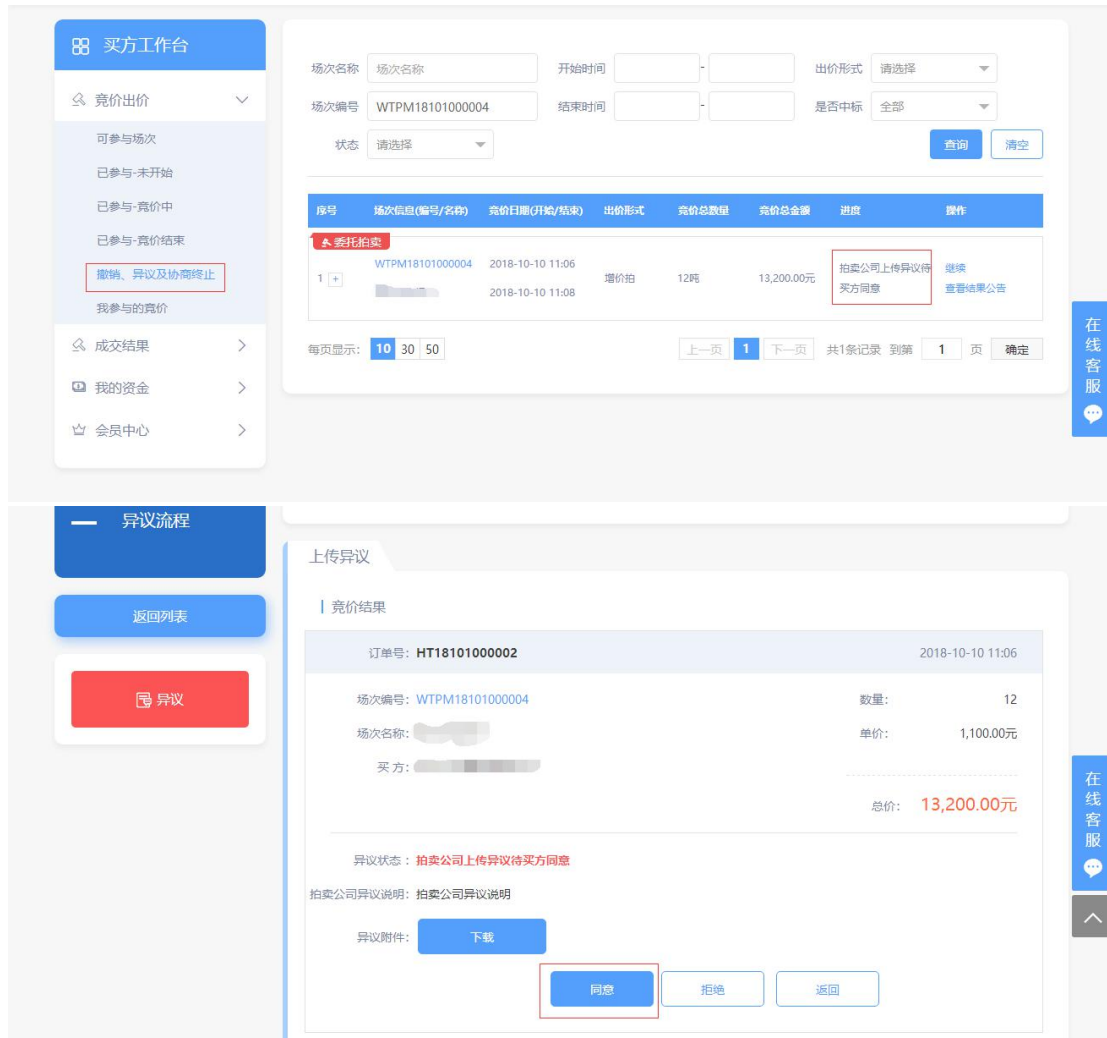 买方工作台
竞价出价
可参与场次
已参与-未开始
已参与-竞价中
已参与-竞价结束
撤销、异议及协商终止
我参与的竞价
成交结果
我的资金
会员中心
场次名称 场次名称 开始时间 - 出价形式 请选择
场次编号 WTPM18101000004 结束时间 - 是否中标 全部
状态 请选择 查询 清空
序号 场次信息(编号/名称) 竞价日期(开始/结束) 出价形式 竞价总数量 竞价总金额 进度 操作
委托拍卖
1 + WTPM18101000004 2018-10-10 11:06 增价拍 12吨 13,200.00元 拍卖公司上传异议待 继续
2018-10-10 11:08 买方同意 查看结果公告
每页显示: 10 30 50 上一页 1 下一页 共1条记录 到第 1 页 确定
在线客服
异议流程
返回列表
异议
上传异议
竞价结果
订单号: HT18101000002 2018-10-10 11:06
场次编号: WTPM18101000004 数量: 12
场次名称: 单价: 1,100.00元
买 方:
总价: 13,200.00元
异议状态 : 拍卖公司上传异议待买方同意
拍卖公司异议说明: 拍卖公司异议说明
异议附件: 下载
同意 拒绝 返回
在线客服